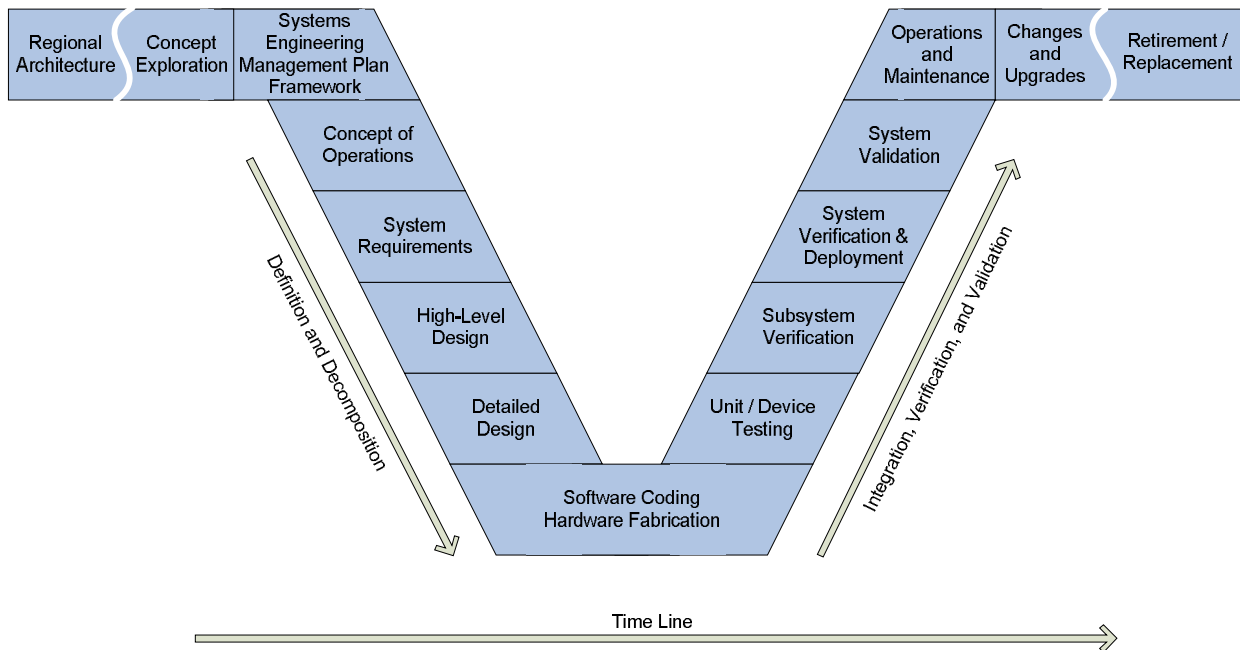 Regional
Architecture
Concept
Exploration
Systems
Engineering
Management Plan
Framework
Concept of
Operations
System
Requirements
High-Level
Design
Detailed
Design
Software Coding
Hardware Fabrication
Unit / Device
Testing
Subsystem
Verification
System
Verification &
Deployment
System
Validation
Operations
and
Maintenance
Changes
and
Upgrades
Retirement /
Replacement
Definition and Decomposition
Integration, Verification, and Validation
Time Line